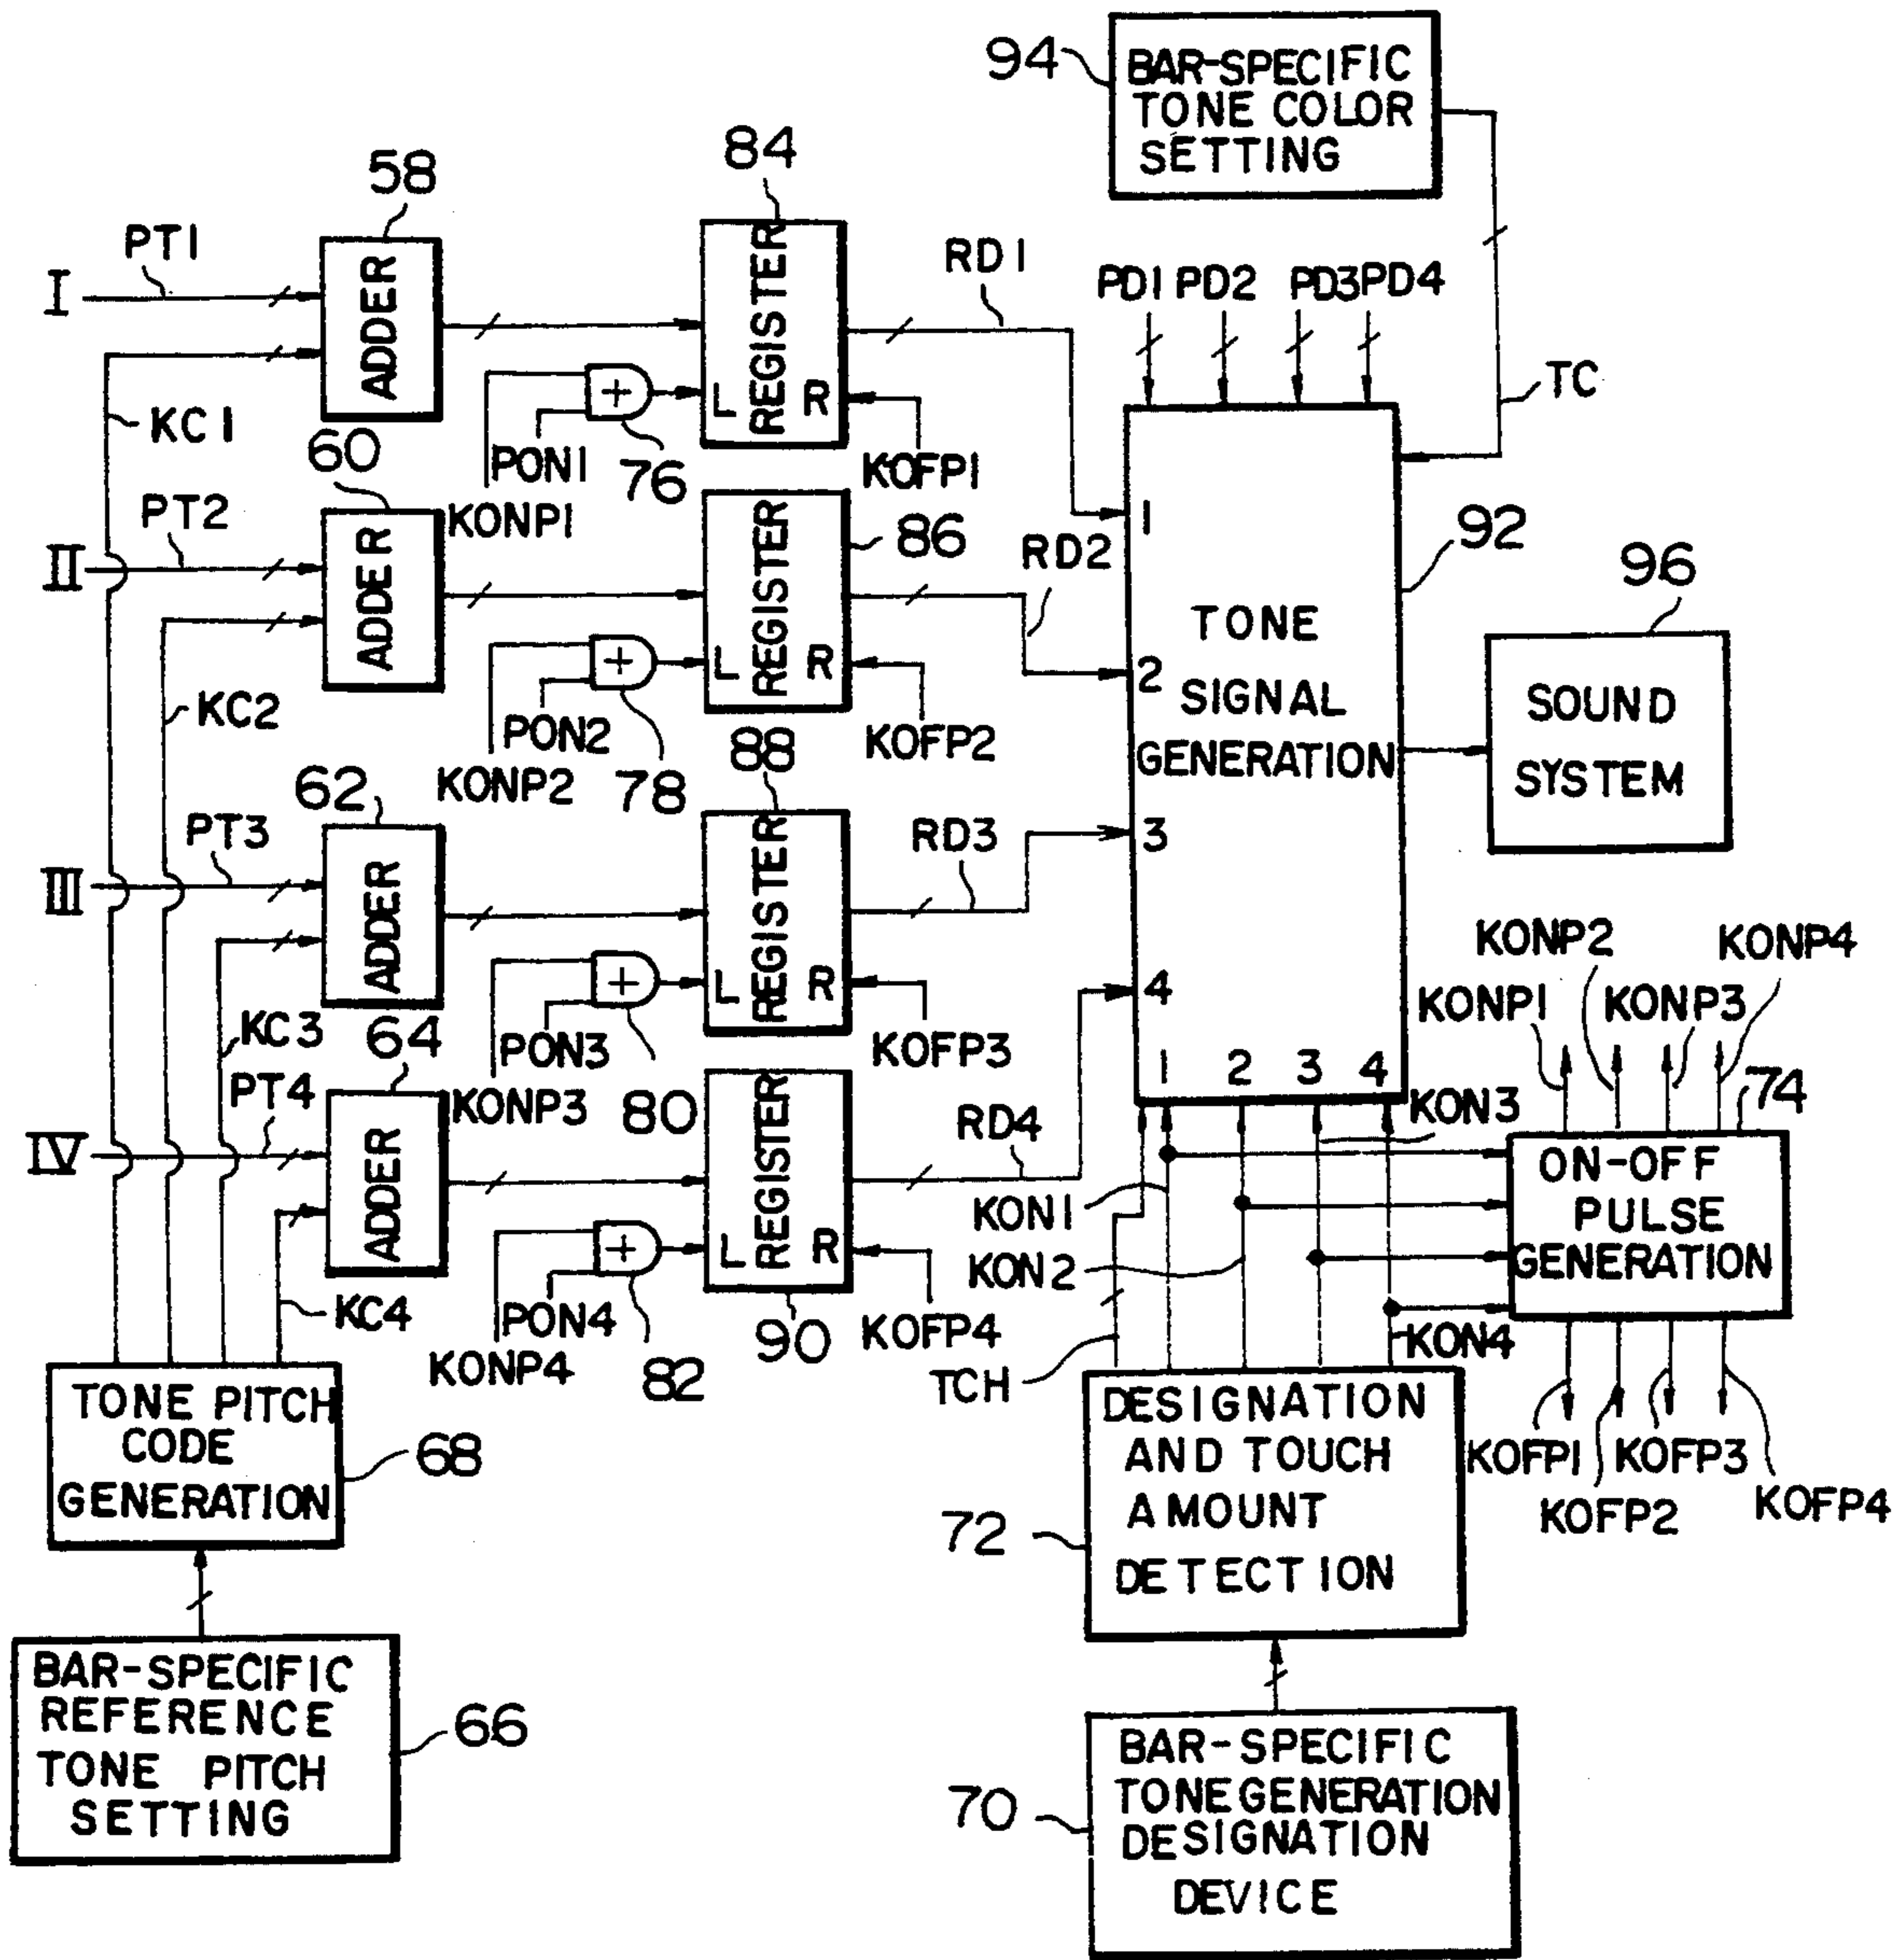 94
BAR-SPECIFIC
TONE COLOR
SETTING
84
58
PT1
I
ADDER
REGISTER
L
R
RD1
PD1
PD2
PD3
PD4
TC
KC1
+
PON1
76
KONP1
KOFP1
60
PT2
II
ADDER
REGISTER
L
R
86
RD2
1
92
96
TONE
SIGNAL
GENERATION
2
3
4
SOUND
SYSTEM
KC2
+
PON2
78
KONP2
KOFP2
88
62
PT3
III
ADDER
REGISTER
L
R
RD3
KC3
+
PON3
80
KONP3
KOFP3
KONP2
KONP4
KONP1
KONP3
74
1
2
3
4
KON3
64
PT4
IV
ADDER
REGISTER
L
R
RD4
KON1
KON2
ON-OFF
PULSE
GENERATION
KC4
+
PON4
82
KONP4
90
KOFP4
TCH
KON4
TONE PITCH
CODE
GENERATION
68
DESIGNATION
AND TOUCH
AMOUNT
DETECTION
72
KOFP1
KOFP3
KOFP2
KOFP4
BAR-SPECIFIC
REFERENCE
TONE PITCH
SETTING
66
BAR-SPECIFIC
TONE GENERATION
DESIGNATION
DEVICE
70